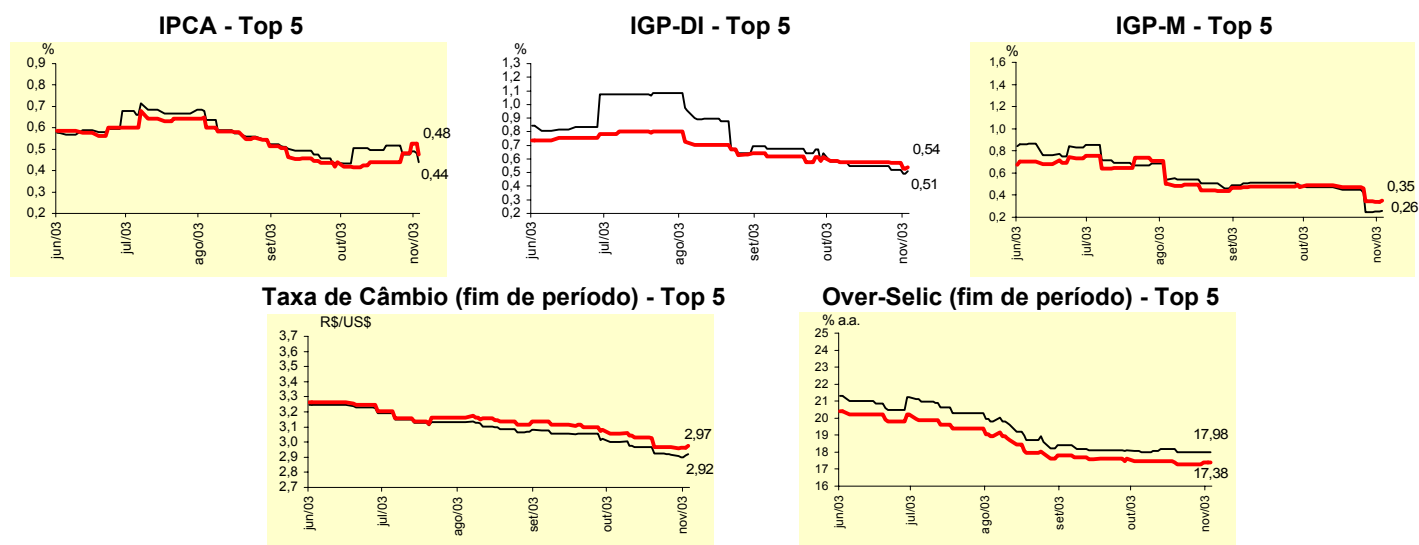 IPCA - Top 5
%
0,9
0,8
0,7
0,6
0,5
0,4
0,3
0,2
0,48
0,44
jun/03
jul/03
ago/03
set/03
out/03
nov/03
IGP-DI - Top 5
%
1,3
1,2
1,1
1,0
0,9
0,8
0,7
0,6
0,5
0,4
0,3
0,2
0,54
0,51
jun/03
jul/03
ago/03
set/03
out/03
nov/03
IGP-M - Top 5
%
1,6
1,4
1,2
1,0
0,8
0,6
0,4
0,2
0,35
0,26
jun/03
jul/03
ago/03
set/03
out/03
nov/03
Taxa de Câmbio (fim de período) - Top 5
R$/US$
3,7
3,6
3,5
3,4
3,3
3,2
3,1
3,0
2,9
2,8
2,7
2,97
2,92
jun/03
jul/03
ago/03
set/03
out/03
nov/03
Over-Selic (fim de período) - Top 5
% a.a.
25
24
23
22
21
20
19
18
17
16
17,98
17,38
jun/03
jul/03
ago/03
set/03
out/03
nov/03